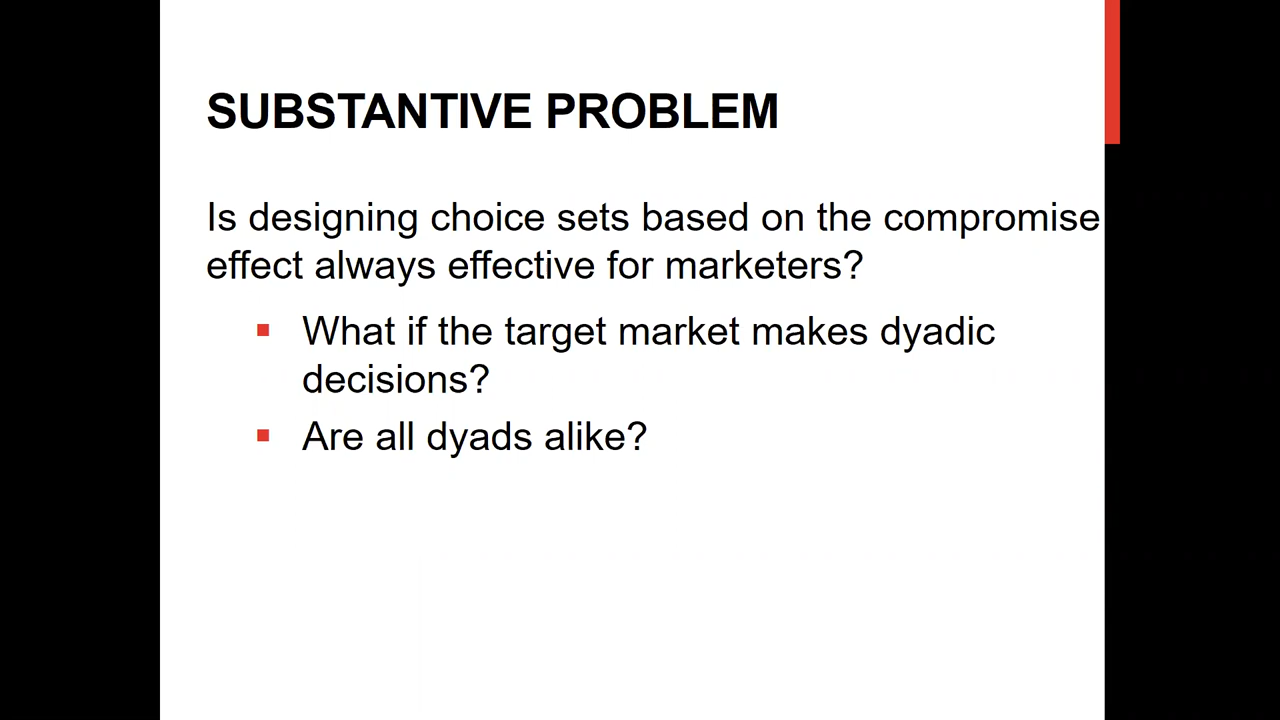 SUBSTANTIVE PROBLEM
Is designing choice sets based on the compromise
effect always effective for marketers?
What if the target market makes dyadic
decisions?
Are all dyads alike?